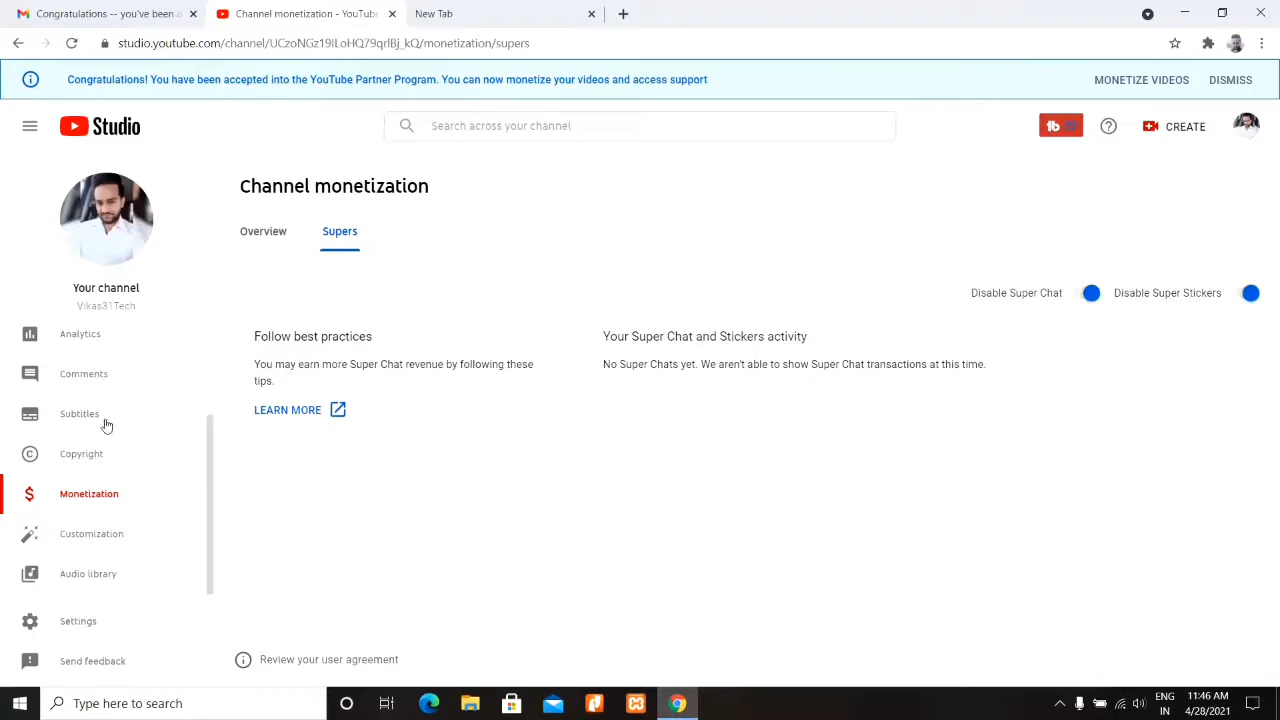 Congratulations -- you've been a
Channel monetization - YouTube
New Tab
studio.youtube.com/channel/UCzoNGz19ILoHQ79qrlBj_kQ/monetization/supers
Congratulations! You have been accepted into the YouTube Partner Program. You can now monetize your videos and access support
MONETIZE VIDEOS
DISMISS
Studio
Search across your channel
tb
CREATE
Channel monetization
Overview
Supers
Your channel
Vikas31Tech
Disable Super Chat
Disable Super Stickers
Analytics
Comments
Subtitles
Copyright
Monetization
Customization
Audio library
Settings
Send feedback
Follow best practices
You may earn more Super Chat revenue by following these
tips.
LEARN MORE
Your Super Chat and Stickers activity
No Super Chats yet. We aren't able to show Super Chat transactions at this time.
Review your user agreement
Type here to search
ENG
IN
11:46 AM
4/28/2021